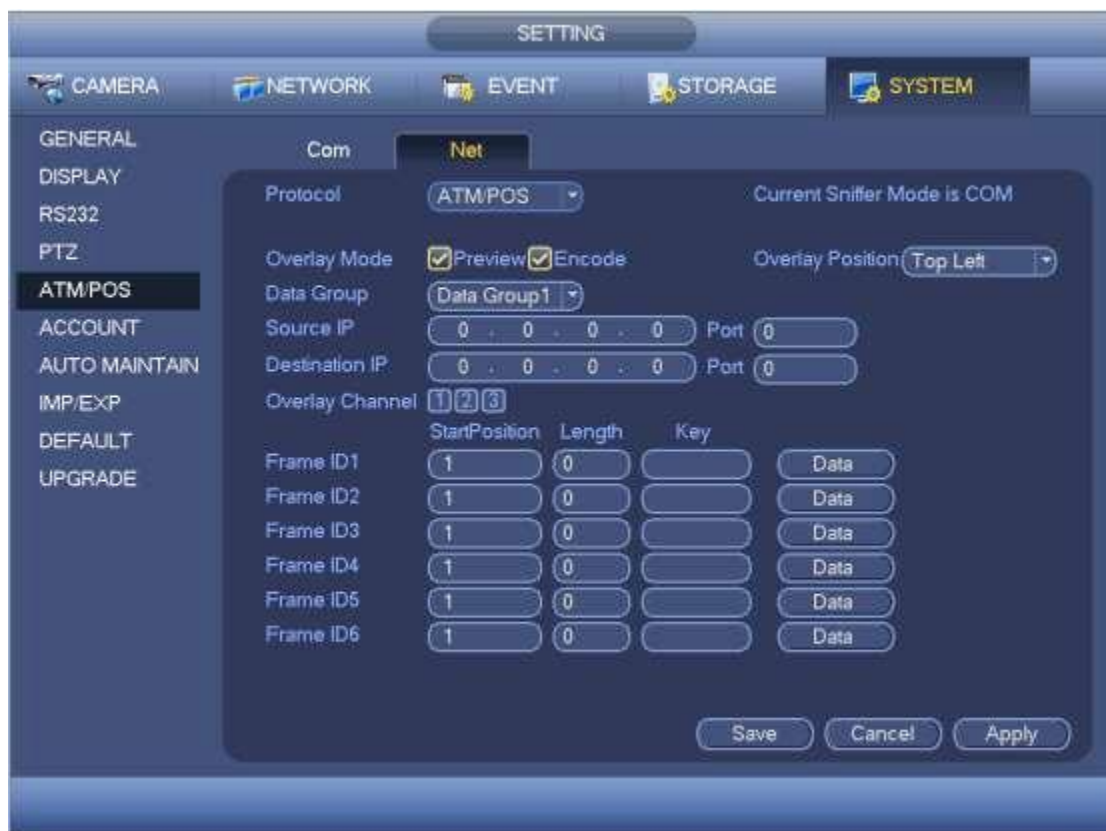 SETTING
CAMERA NETWORK EVENT STORAGE SYSTEM
GENERAL
DISPLAY
RS232
PTZ
ATM/POS
ACCOUNT
AUTO MAINTAIN
IMP/EXP
DEFAULT
UPGRADE
Com Net
Protocol ATM/POS Current Sniffer Mode is COM
Overlay Mode Preview Encode Overlay Position Top Left
Data Group Data Group1
Source IP 0 . 0 . 0 . 0 Port 0
Destination IP 0 . 0 . 0 . 0 Port 0
Overlay Channel 1 2 3
StartPosition Length Key
Frame ID1 1 0 Data
Frame ID2 1 0 Data
Frame ID3 1 0 Data
Frame ID4 1 0 Data
Frame ID5 1 0 Data
Frame ID6 1 0 Data
Save Cancel Apply